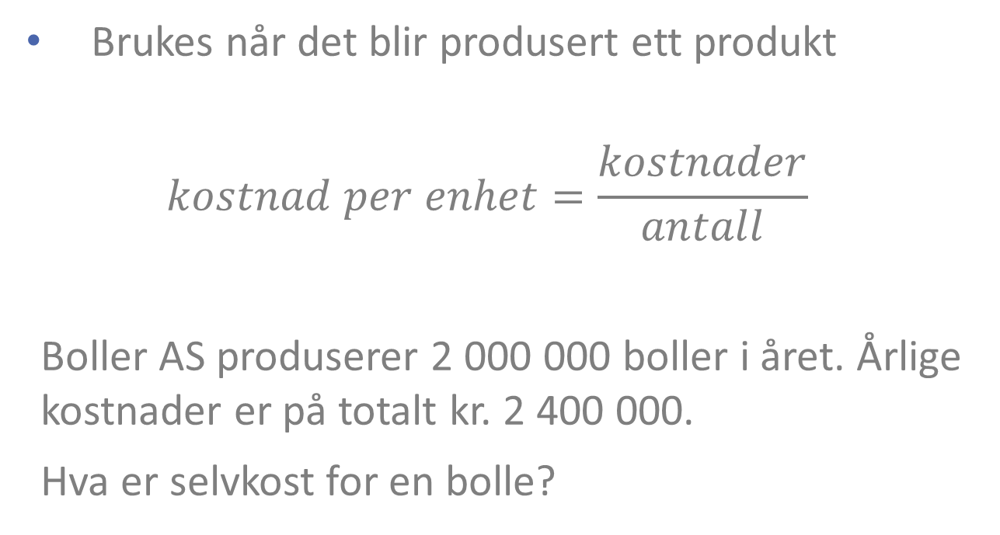 • Brukes når det blir produsert ett produkt
kostnad per enhet = kostnader / antall
Boller AS produserer 2 000 000 boller i året. Årlige
kostnader er på totalt kr. 2 400 000.
Hva er selvkost for en bolle?